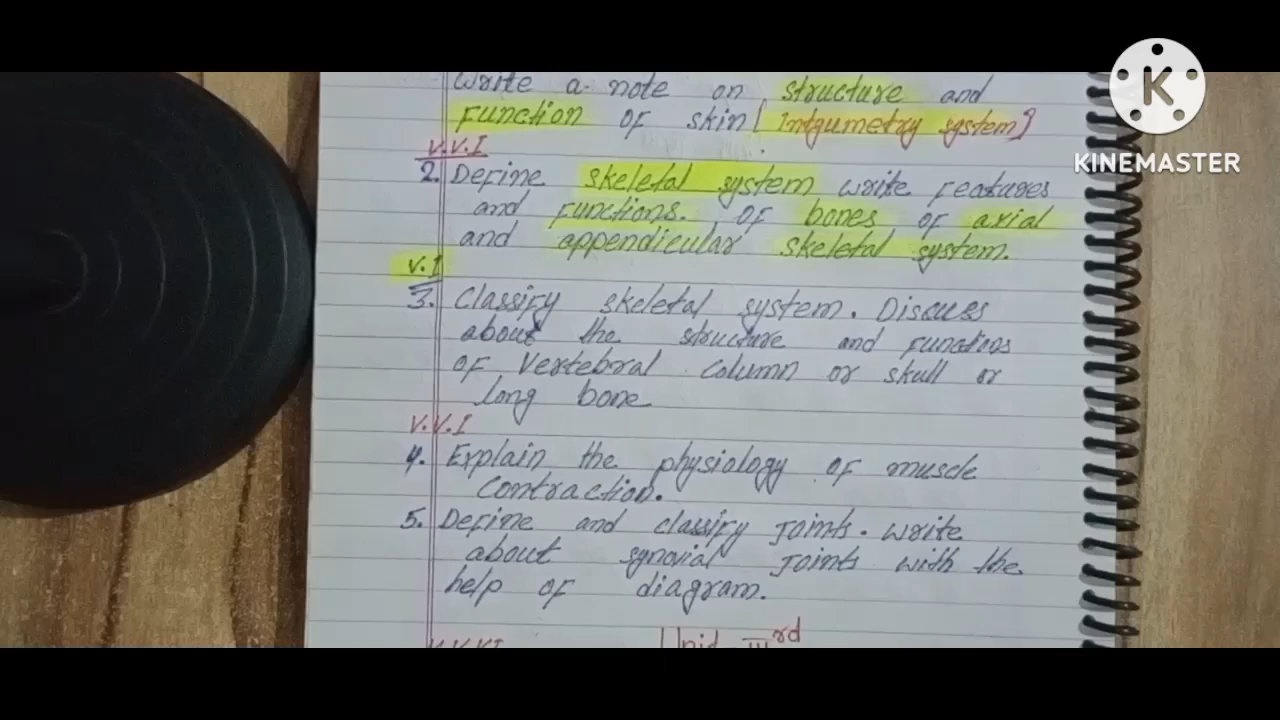 Write a note on structure and
Function of skin [Intgumetry system]
V.V.I
2. Define skeletal system write features
and functions. of bones of axial
and appendicular skeletal system.
V.I
3. Classify skeletal system. Discuss
about the structure and functions
of Vertebral column or skull or
long bone
V.V.I
4. Explain the physiology of muscle
contraction.
5. Define and classify Joints. write
about synovial Joints with the
help of diagram.
Unit III rd
K
KINEMASTER